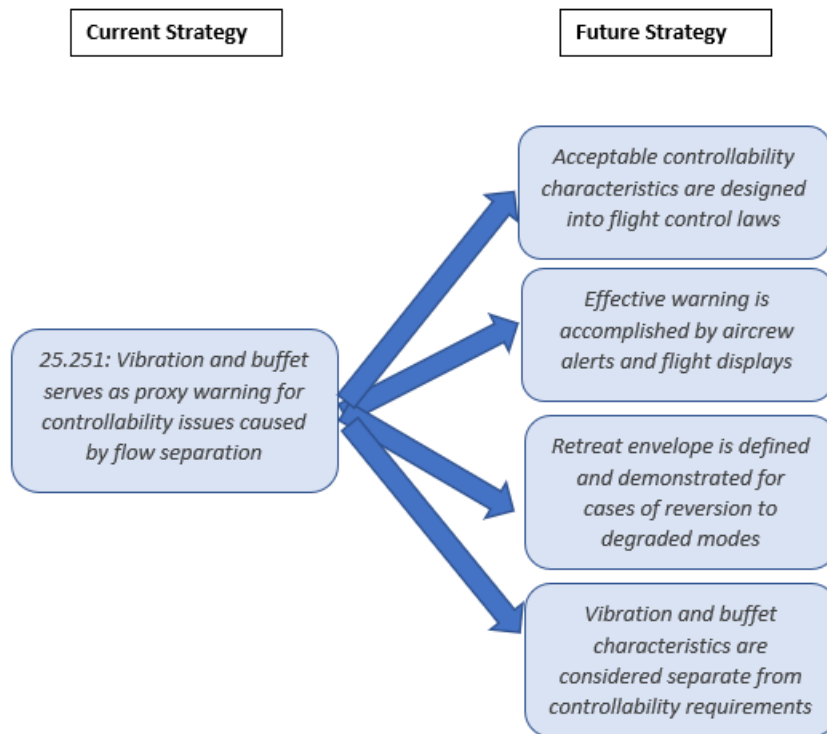 Current Strategy
Future Strategy
25.251: Vibration and buffet
serves as proxy warning for
controllability issues caused
by flow separation
Acceptable controllability
characteristics are designed
into flight control laws
Effective warning is
accomplished by aircrew
alerts and flight displays
Retreat envelope is defined
and demonstrated for
cases of reversion to
degraded modes
Vibration and buffet
characteristics are
considered separate from
controllability requirements